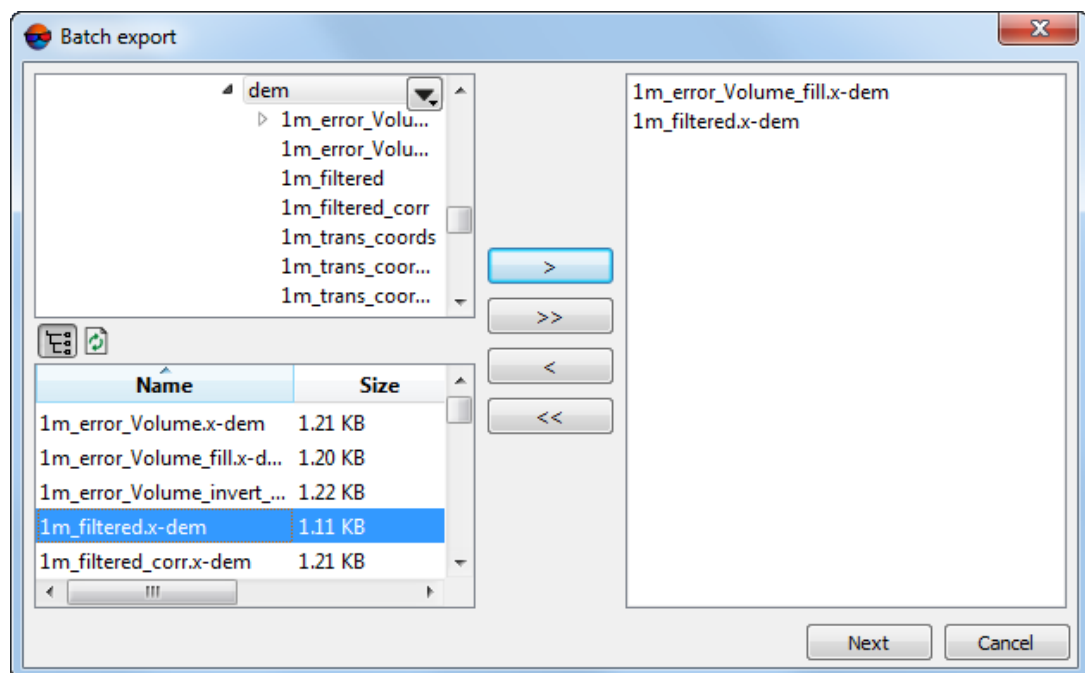 Batch export
dem
1m_error_Volu...
1m_error_Volu...
1m_filtered
1m_filtered_corr
1m_trans_coords
1m_trans_coor...
1m_trans_coor...
Name Size
1m_error_Volume.x-dem 1.21 KB
1m_error_Volume_fill.x-d... 1.20 KB
1m_error_Volume_invert_... 1.22 KB
1m_filtered.x-dem 1.11 KB
1m_filtered_corr.x-dem 1.21 KB
>
>>
<
<<
1m_error_Volume_fill.x-dem
1m_filtered.x-dem
Next Cancel